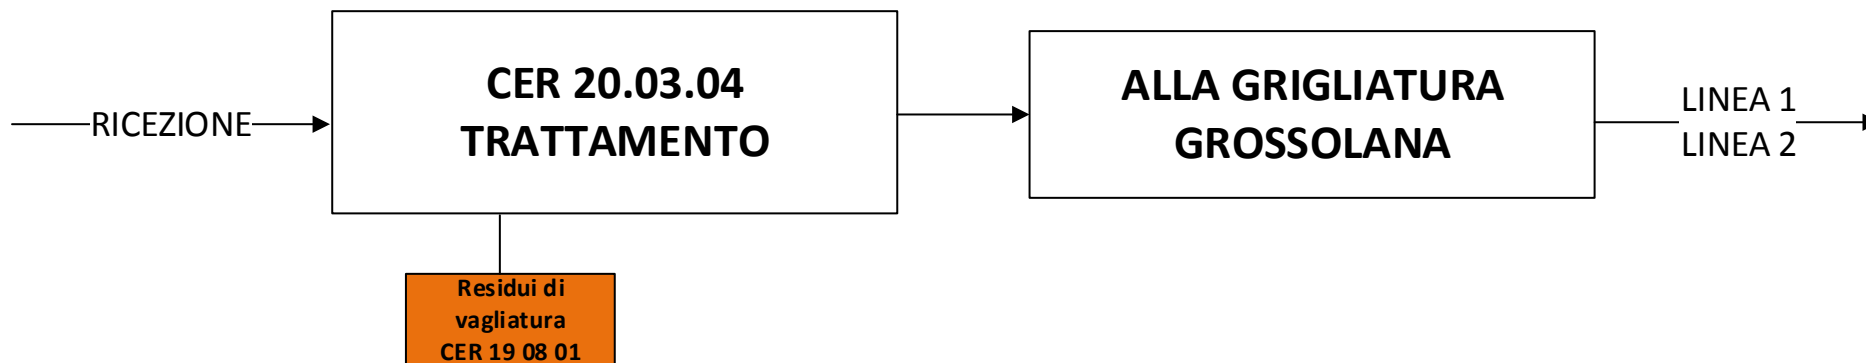 RICEZIONE
CER 20.03.04
TRATTAMENTO
ALLA GRIGLIATURA
GROSSOLANA
LINEA 1
LINEA 2
Residui di
vagliatura
CER 19 08 01